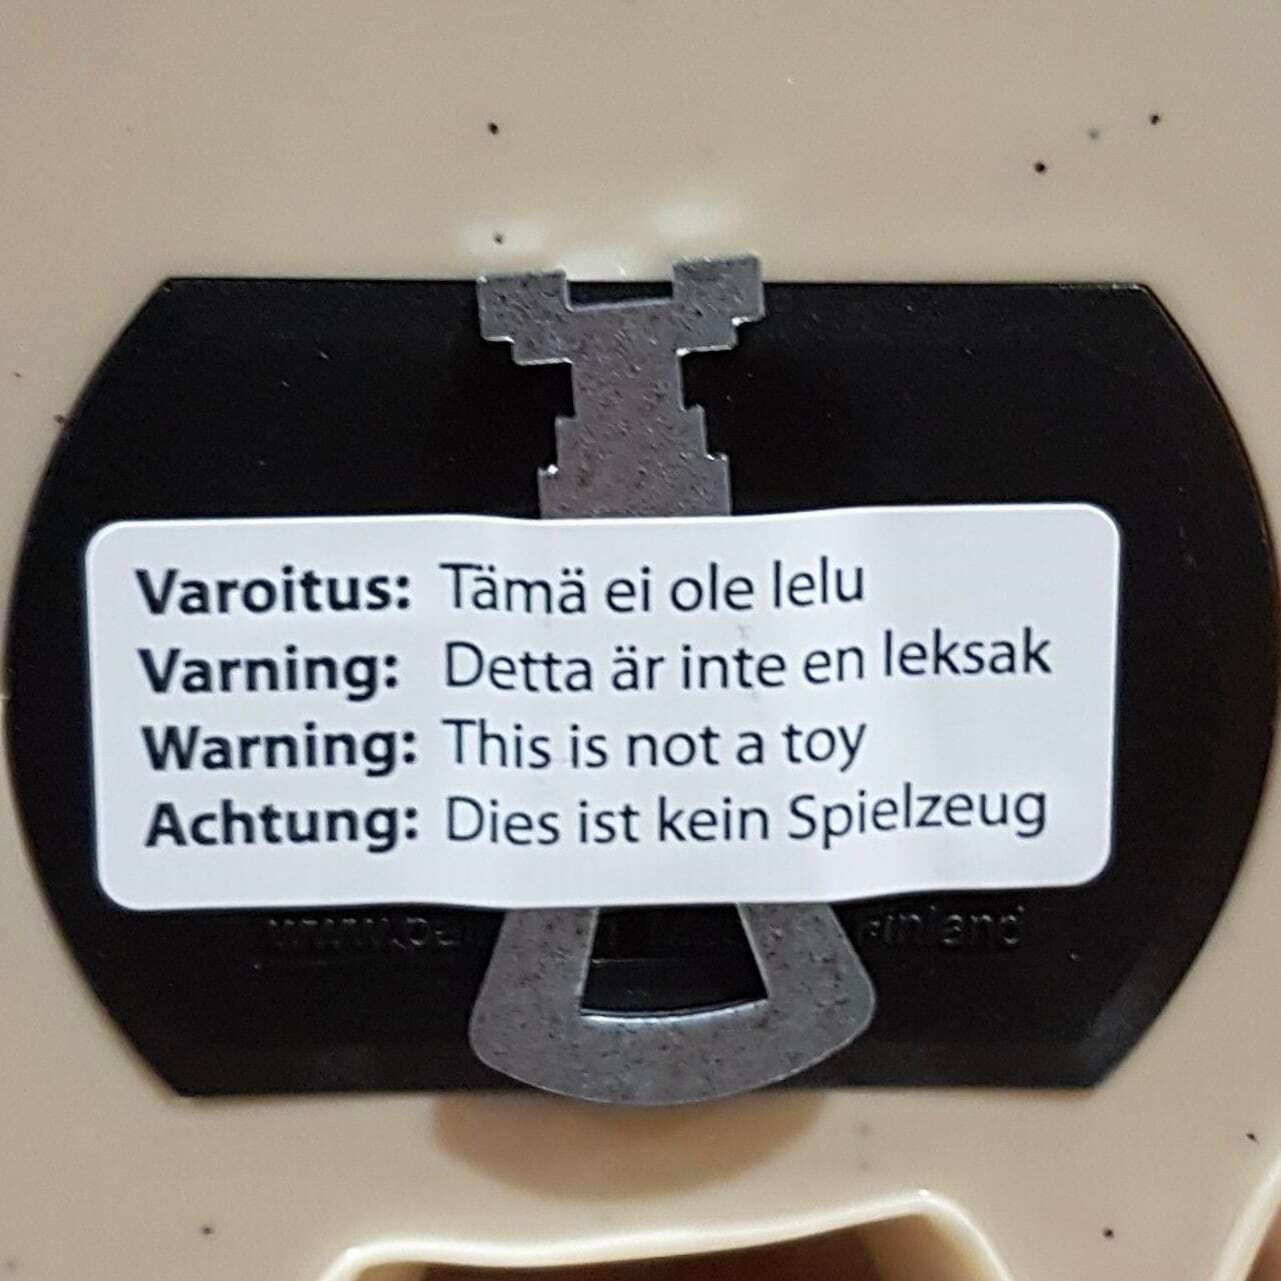 Varoitus: Tämä ei ole lelu
Varning: Detta är inte en leksak
Warning: This is not a toy
Achtung: Dies ist kein Spielzeug
Finland